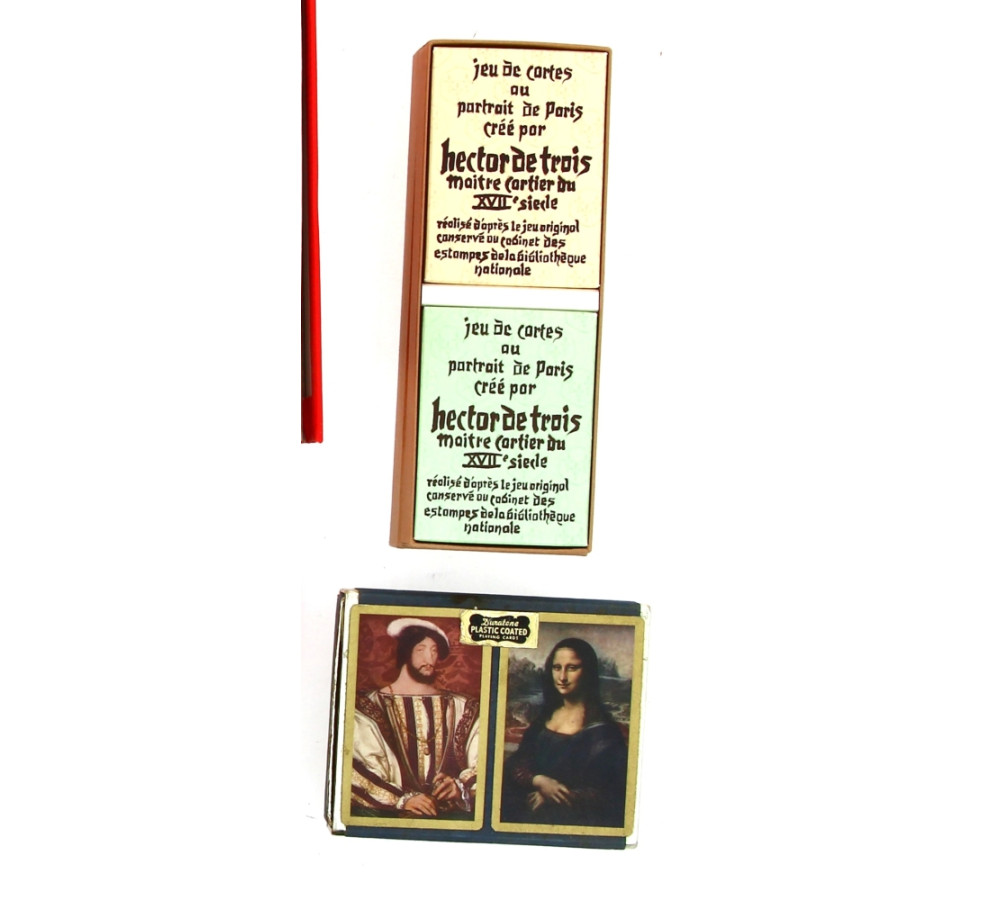 jeu de cartes
au
portrait de Paris
créé par
hector de trois
maitre cartier du
XVIIe siecle
réalisé d'après le jeu original
conservé au cabinet des
estampes de la bibliothèque
nationale
jeu de cartes
au
portrait de Paris
créé par
hector de trois
maitre cartier du
XVIIe siecle
réalisé d'après le jeu original
conservé au cabinet des
estampes de la bibliothèque
nationale
Duratone
PLASTIC COATED
PLAYING CARDS